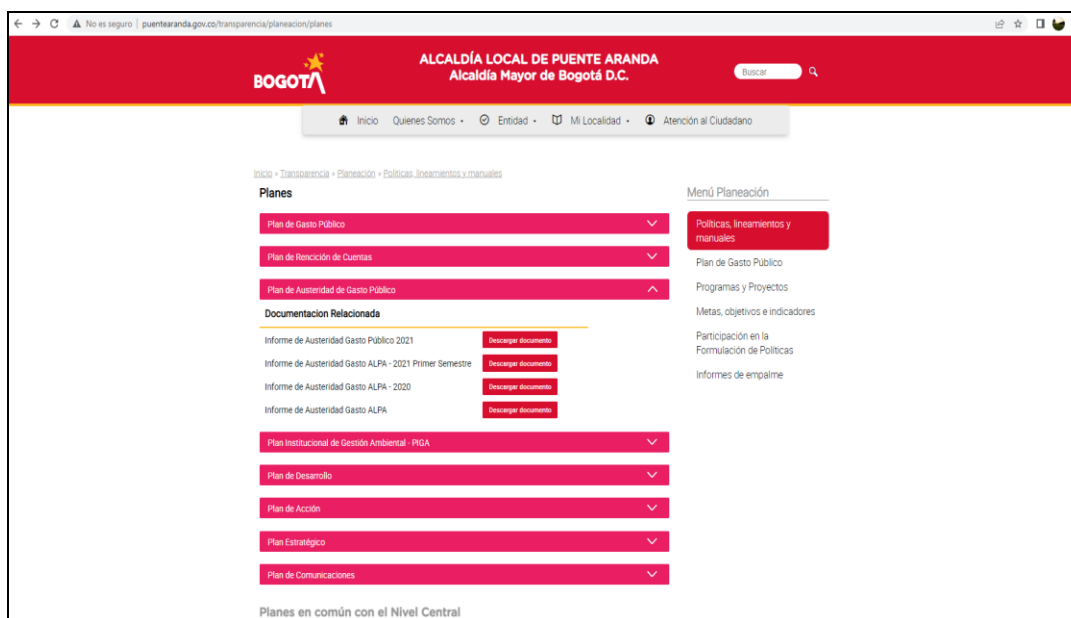 No es seguro | puentearanda.gov.co/transparencia/planeacion/planes
BOGOTÁ
ALCALDÍA LOCAL DE PUENTE ARANDA
Alcaldía Mayor de Bogotá D.C.
Buscar
Inicio Quienes Somos Entidad Mi Localidad Atención al Ciudadano
Inicio » Transparencia » Planeación » Políticas, lineamientos y manuales
Planes
Plan de Gasto Público
Plan de Rencición de Cuentas
Plan de Austeridad de Gasto Público
Documentacion Relacionada
Informe de Austeridad Gasto Público 2021 Descargar documento
Informe de Austeridad Gasto ALPA - 2021 Primer Semestre Descargar documento
Informe de Austeridad Gasto ALPA - 2020 Descargar documento
Informe de Austeridad Gasto ALPA Descargar documento
Plan Institucional de Gestión Ambiental - PIGA
Plan de Desarrollo
Plan de Acción
Plan Estratégico
Plan de Comunicaciones
Planes en común con el Nivel Central
Menú Planeación
Políticas, lineamientos y
manuales
Plan de Gasto Público
Programas y Proyectos
Metas, objetivos e indicadores
Participación en la
Formulación de Políticas
Informes de empalme